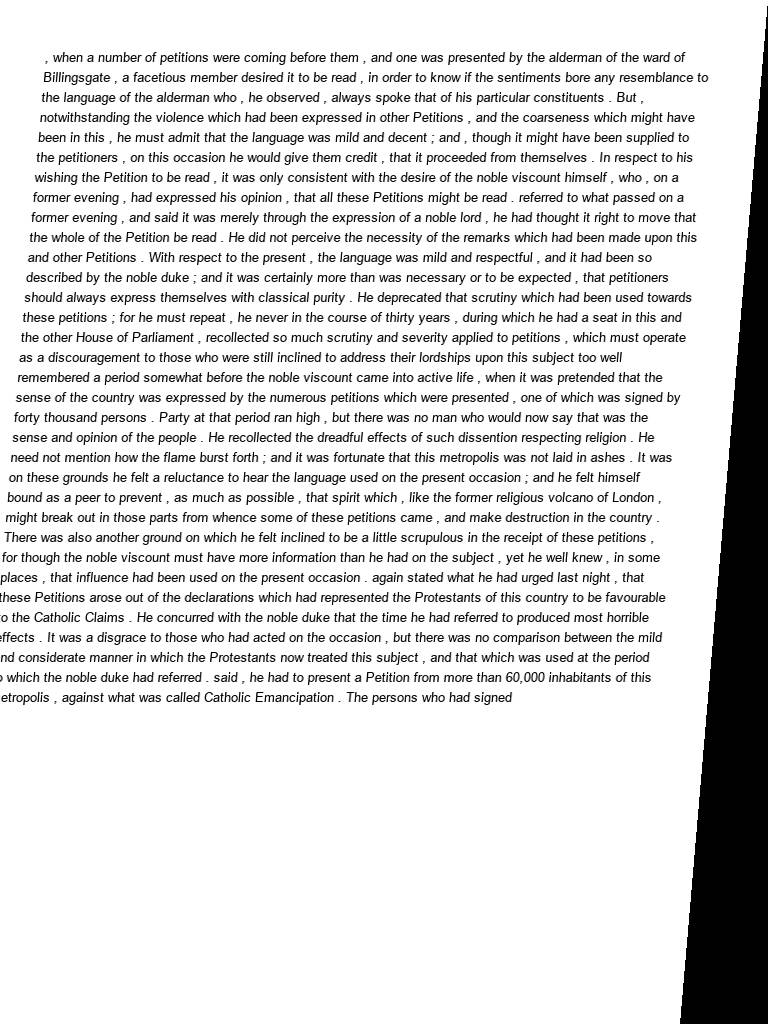 , when a number of petitions were coming before them , and one was presented by the alderman of the ward of
Billingsgate , a facetious member desired it to be read , in order to know if the sentiments bore any resemblance to
the language of the alderman who , he observed , always spoke that of his particular constituents . But ,
notwithstanding the violence which had been expressed in other Petitions , and the coarseness which might have
been in this , he must admit that the language was mild and decent ; and , though it might have been supplied to
the petitioners , on this occasion he would give them credit , that it proceeded from themselves . In respect to his
wishing the Petition to be read , it was only consistent with the desire of the noble viscount himself , who , on a
former evening , had expressed his opinion , that all these Petitions might be read . referred to what passed on a
former evening , and said it was merely through the expression of a noble lord , he had thought it right to move that
the whole of the Petition be read . He did not perceive the necessity of the remarks which had been made upon this
and other Petitions . With respect to the present , the language was mild and respectful , and it had been so
described by the noble duke ; and it was certainly more than was necessary or to be expected , that petitioners
should always express themselves with classical purity . He deprecated that scrutiny which had been used towards
these petitions ; for he must repeat , he never in the course of thirty years , during which he had a seat in this and
the other House of Parliament , recollected so much scrutiny and severity applied to petitions , which must operate
as a discouragement to those who were still inclined to address their lordships upon this subject too well
remembered a period somewhat before the noble viscount came into active life , when it was pretended that the
sense of the country was expressed by the numerous petitions which were presented , one of which was signed by
forty thousand persons . Party at that period ran high , but there was no man who would now say that was the
sense and opinion of the people . He recollected the dreadful effects of such dissention respecting religion . He
need not mention how the flame burst forth ; and it was fortunate that this metropolis was not laid in ashes . It was
on these grounds he felt a reluctance to hear the language used on the present occasion ; and he felt himself
bound as a peer to prevent , as much as possible , that spirit which , like the former religious volcano of London ,
might break out in those parts from whence some of these petitions came , and make destruction in the country .
There was also another ground on which he felt inclined to be a little scrupulous in the receipt of these petitions ,
for though the noble viscount must have more information than he had on the subject , yet he well knew , in some
places , that influence had been used on the present occasion . again stated what he had urged last night , that
these Petitions arose out of the declarations which had represented the Protestants of this country to be favourable
o the Catholic Claims . He concurred with the noble duke that the time he had referred to produced most horrible
effects . It was a disgrace to those who had acted on the occasion , but there was no comparison between the mild
nd considerate manner in which the Protestants now treated this subject , and that which was used at the period
o which the noble duke had referred . said , he had to present a Petition from more than 60,000 inhabitants of this
etropolis , against what was called Catholic Emancipation . The persons who had signed